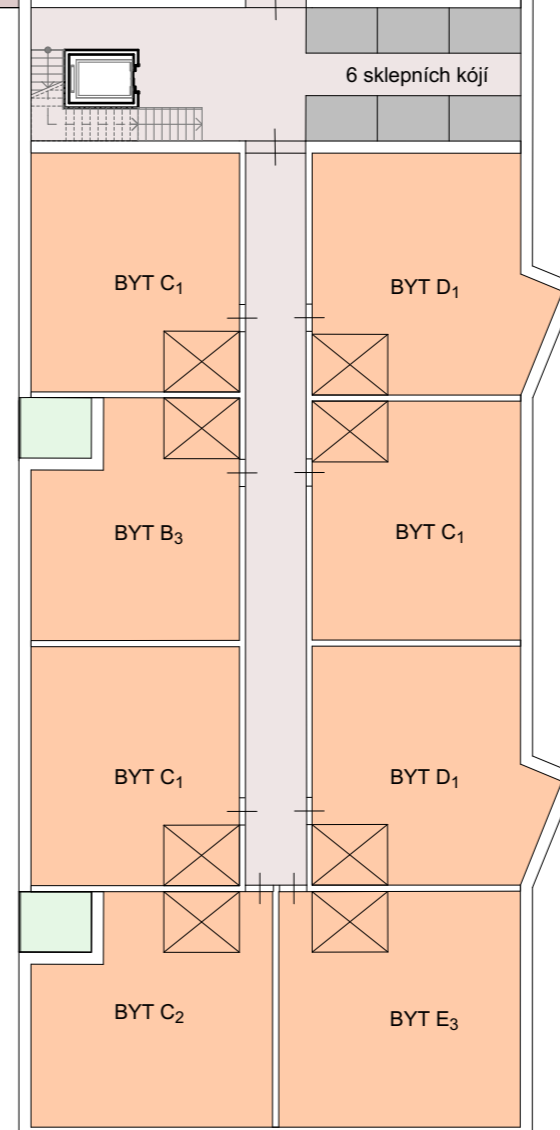 6 sklepních kójí
BYT C₁
BYT D₁
BYT B₃
BYT C₁
BYT C₁
BYT D₁
BYT C₂
BYT E₃